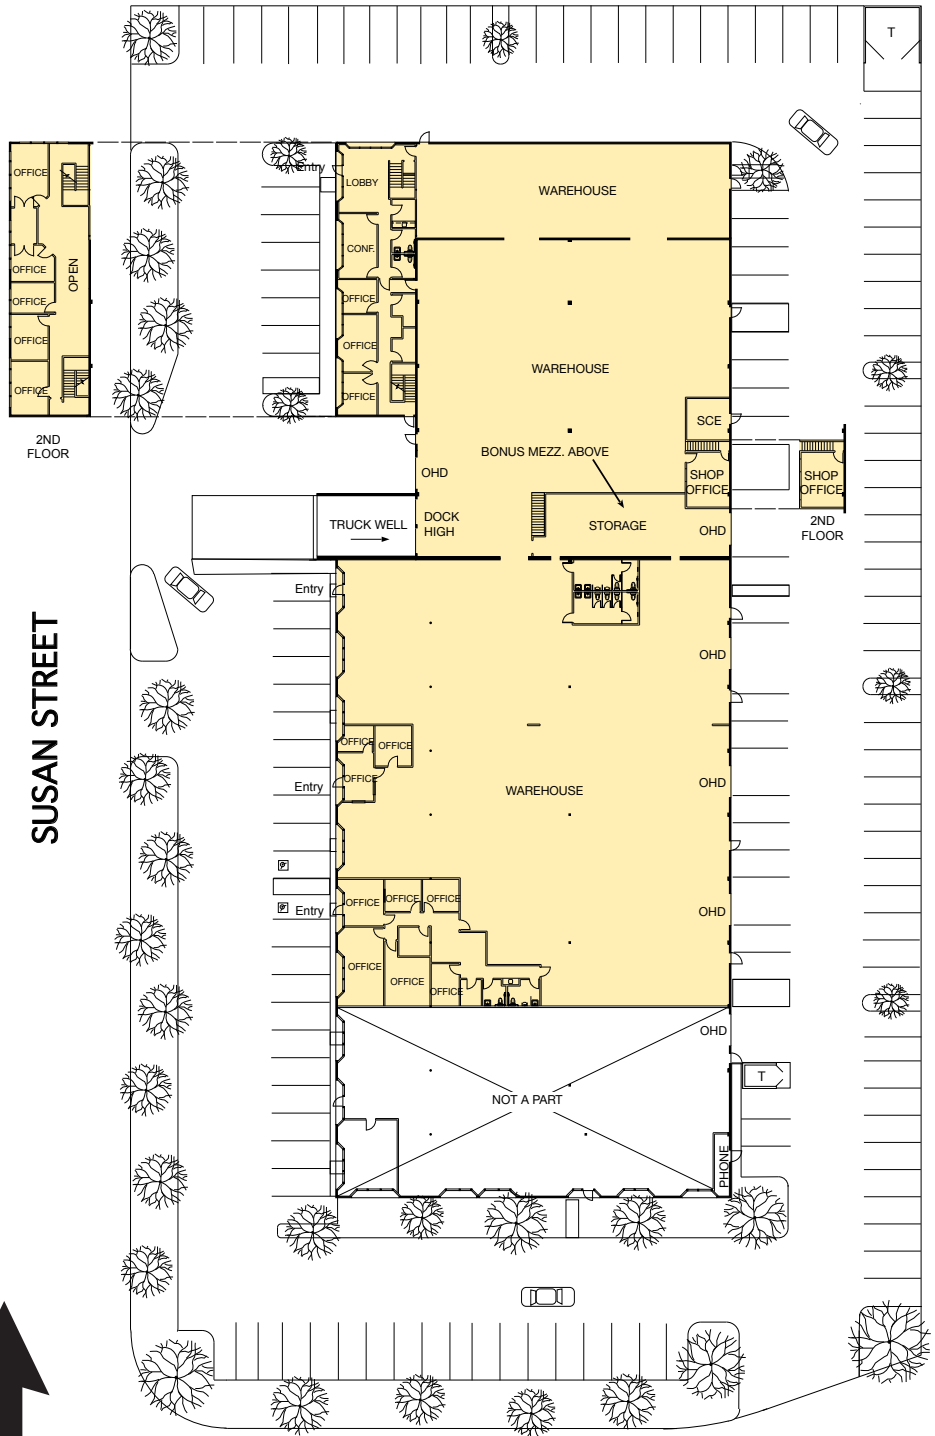 T
Entry
OFFICE
LOBBY
WAREHOUSE
CONF.
OPEN
OFFICE
OFFICE
OFFICE
OFFICE
OFFICE
WAREHOUSE
OFFICE
OFFICE
SCE
2ND
FLOOR
BONUS MEZZ. ABOVE
OHD
SHOP
OFFICE
SHOP
OFFICE
TRUCK WELL
DOCK
HIGH
STORAGE
OHD
2ND
FLOOR
Entry
SUSAN STREET
OHD
OFFICE
OFFICE
OFFICE
Entry
WAREHOUSE
OHD
OFFICE
OFFICE
OFFICE
Entry
OHD
OFFICE
OFFICE
OFFICE
OHD
T
NOT A PART
PHONE